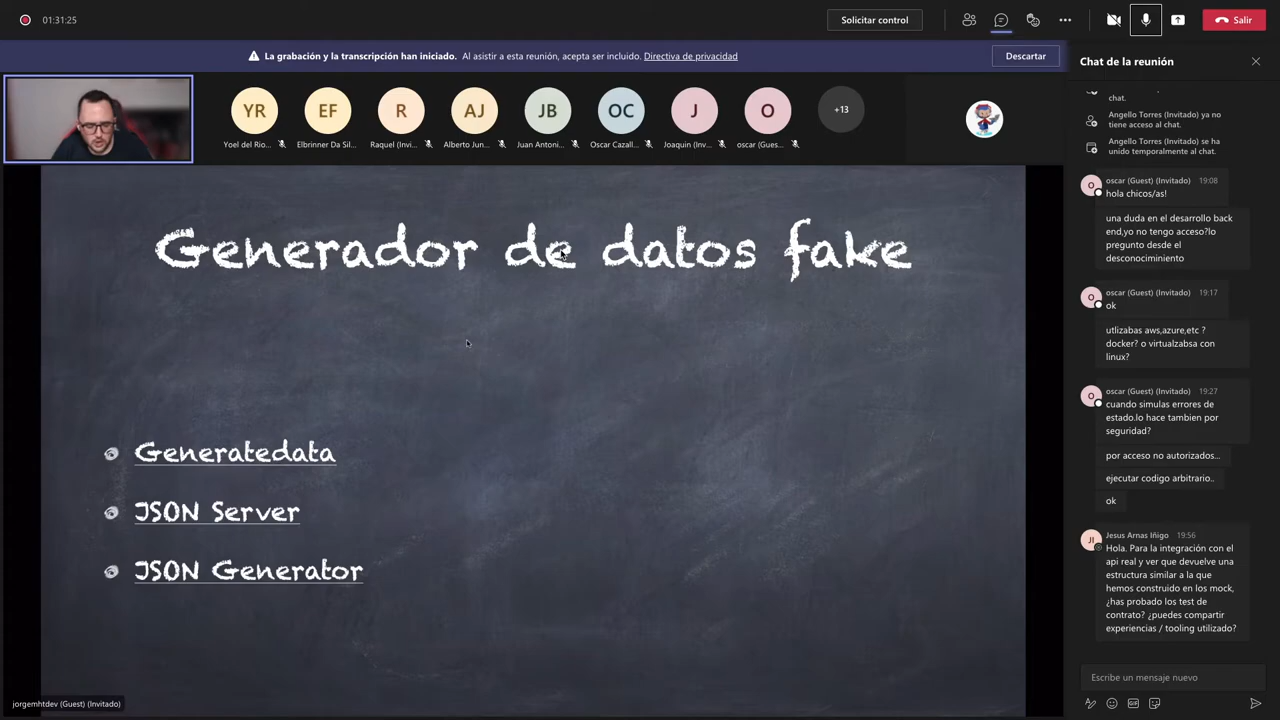 01:31:25
Solicitar control
Salir
La grabación y la transcripción han iniciado. Al asistir a esta reunión, acepta ser incluido. Directiva de privacidad
Descartar
YR
EF
R
AJ
JB
OC
J
O
+13
Yoel del Rio...
Elbrinner Da Sil...
Raquel (Invi...
Alberto Jun...
Juan Antoni...
Oscar Cazall...
Joaquin (Inv...
oscar (Gues...
Generador de datos fake
Generatedata
JSON Server
JSON Generator
jorgemhtdev (Guest) (Invitado)
Chat de la reunión
chat.
Angello Torres (Invitado) ya no
tiene acceso al chat.
Angello Torres (Invitado) se ha
unido temporalmente al chat.
O
oscar (Guest) (Invitado) 19:08
hola chicos/as!
una duda en el desarrollo back
end,yo no tengo acceso?lo
pregunto desde el
desconocimiento
O
oscar (Guest) (Invitado) 19:17
ok
utlizabas aws,azure,etc ?
docker? o virtualzabsa con
linux?
O
oscar (Guest) (Invitado) 19:27
cuando simulas errores de
estado.lo hace tambien por
seguridad?
por acceso no autorizados...
ejecutar codigo arbitrario..
ok
JI
Jesus Arnas Iñigo 19:56
Hola. Para la integración con el
api real y ver que devuelve una
estructura similar a la que
hemos construido en los mock,
¿has probado los test de
contrato? ¿puedes compartir
experiencias / tooling utilizado?
Escribe un mensaje nuevo
GIF